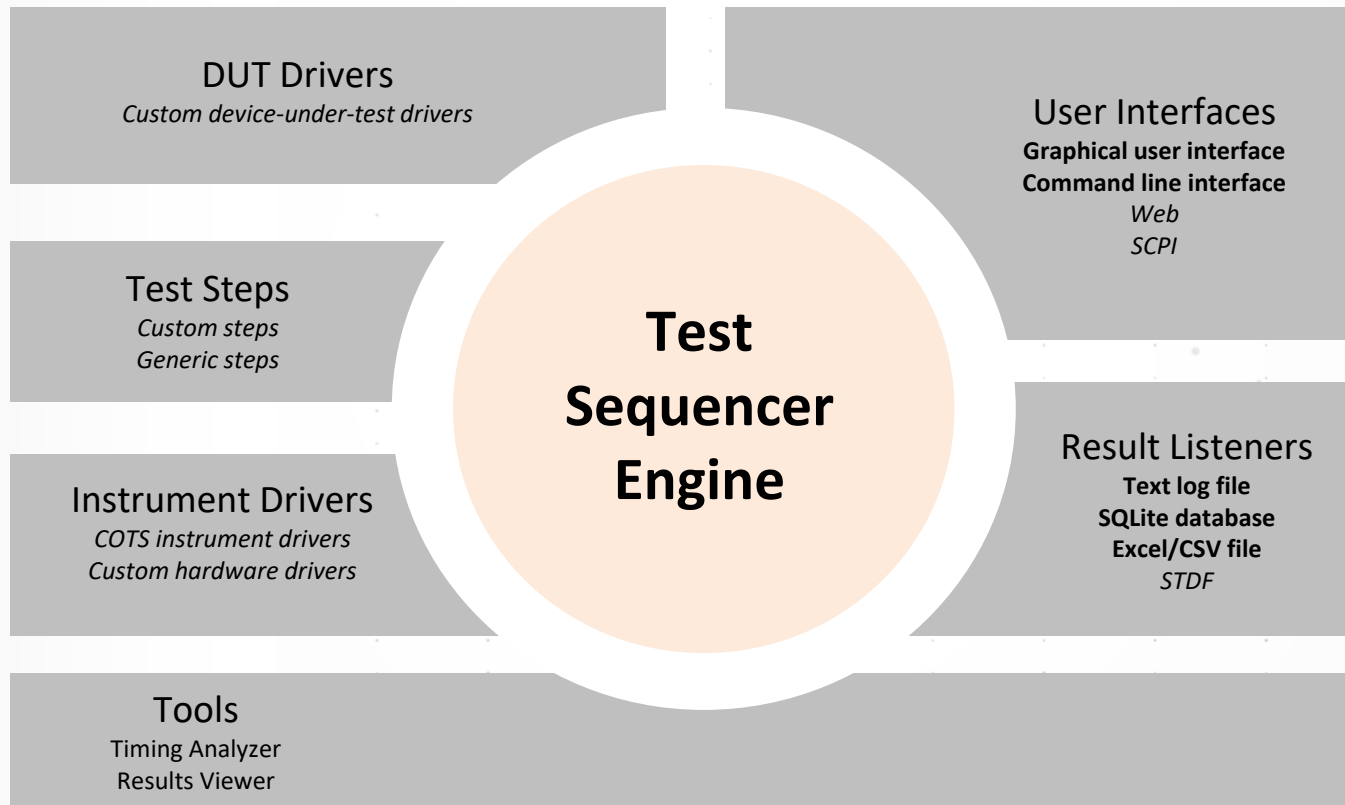 DUT Drivers
Custom device-under-test drivers
Test Steps
Custom steps
Generic steps
Instrument Drivers
COTS instrument drivers
Custom hardware drivers
Tools
Timing Analyzer
Results Viewer
Test
Sequencer
Engine
User Interfaces
Graphical user interface
Command line interface
Web
SCPI
Result Listeners
Text log file
SQLite database
Excel/CSV file
STDF